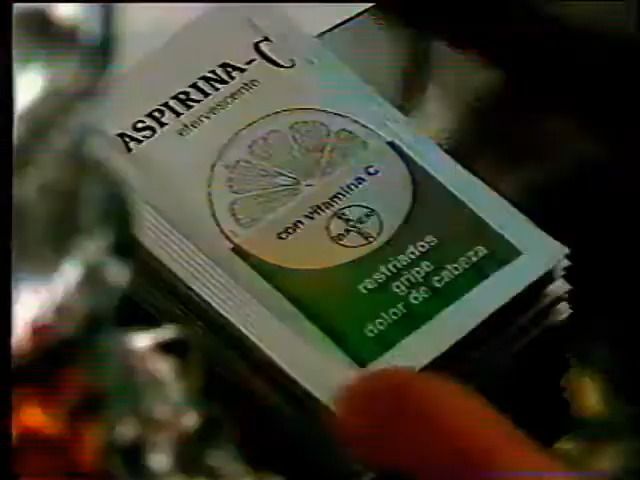 ASPIRINA-C
efervescente
con vitamina C
BAYER
resfriados
gripe
dolor de cabeza